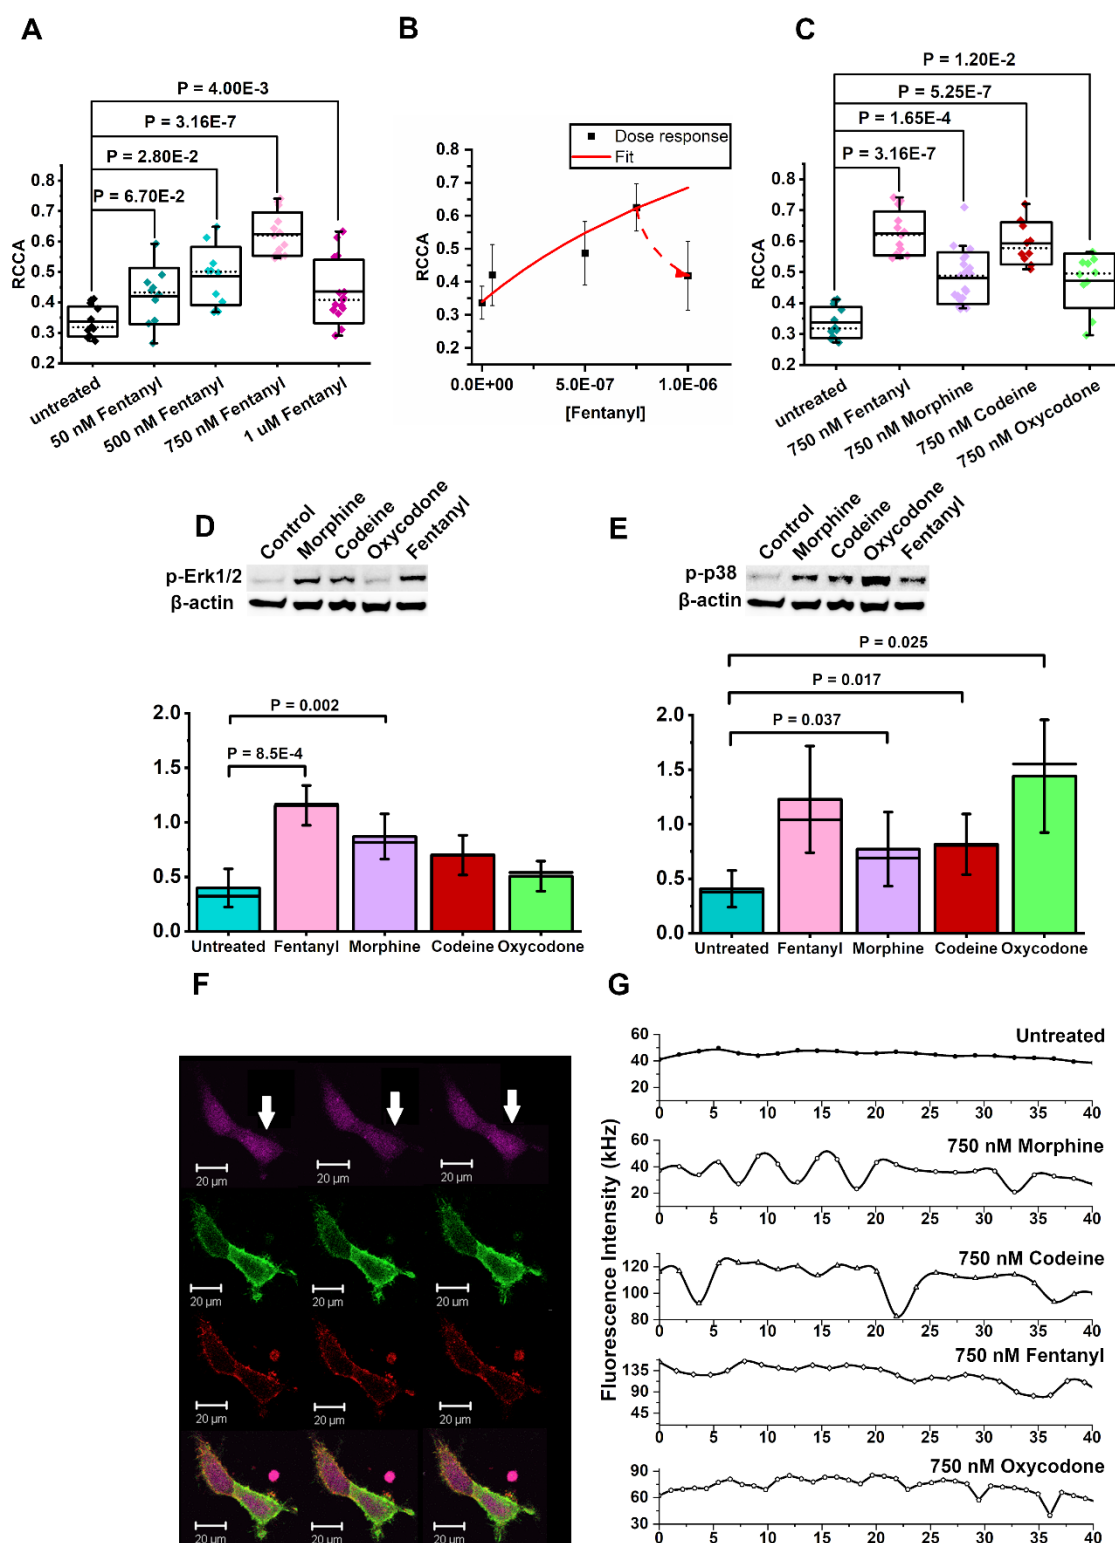 A
B
C
P = 4.00E-3
P = 3.16E-7
P = 2.80E-2
P = 6.70E-2
RCCA
0.8
0.7
0.6
0.5
0.4
0.3
0.2
untreated
50 nM Fentanyl
500 nM Fentanyl
750 nM Fentanyl
1 uM Fentanyl
Dose response
Fit
RCCA
0.8
0.7
0.6
0.5
0.4
0.3
0.2
0.0E+00
5.0E-07
1.0E-06
[Fentanyl]
P = 1.20E-2
P = 5.25E-7
P = 1.65E-4
P = 3.16E-7
RCCA
0.8
0.7
0.6
0.5
0.4
0.3
0.2
untreated
750 nM Fentanyl
750 nM Morphine
750 nM Codeine
750 nM Oxycodone
D
Control
Morphine
Codeine
Oxycodone
Fentanyl
p-Erk1/2
β-actin
P = 0.002
P = 8.5E-4
2.0
1.5
1.0
0.5
0.0
Untreated Fentanyl Morphine Codeine Oxycodone
E
Control
Morphine
Codeine
Oxycodone
Fentanyl
p-p38
β-actin
P = 0.025
P = 0.017
P = 0.037
2.0
1.5
1.0
0.5
0.0
Untreated Fentanyl Morphine Codeine Oxycodone
F
20 µm 20 µm 20 µm
20 µm 20 µm 20 µm
20 µm 20 µm 20 µm
20 µm 20 µm 20 µm
G
Fluorescence Intensity (kHz)
Untreated
60
40
20
0 5 10 15 20 25 30 35 40
750 nM Morphine
60
40
20
0 5 10 15 20 25 30 35 40
750 nM Codeine
120
100
80
0 5 10 15 20 25 30 35 40
750 nM Fentanyl
135
90
45
0 5 10 15 20 25 30 35 40
750 nM Oxycodone
90
60
30
0 5 10 15 20 25 30 35 40